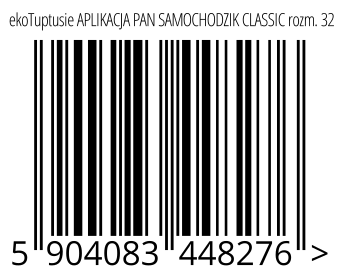 ekoTuptusie APLIKACJA PAN SAMOCHODZIK CLASSIC rozm. 32
5 904083 448276 >